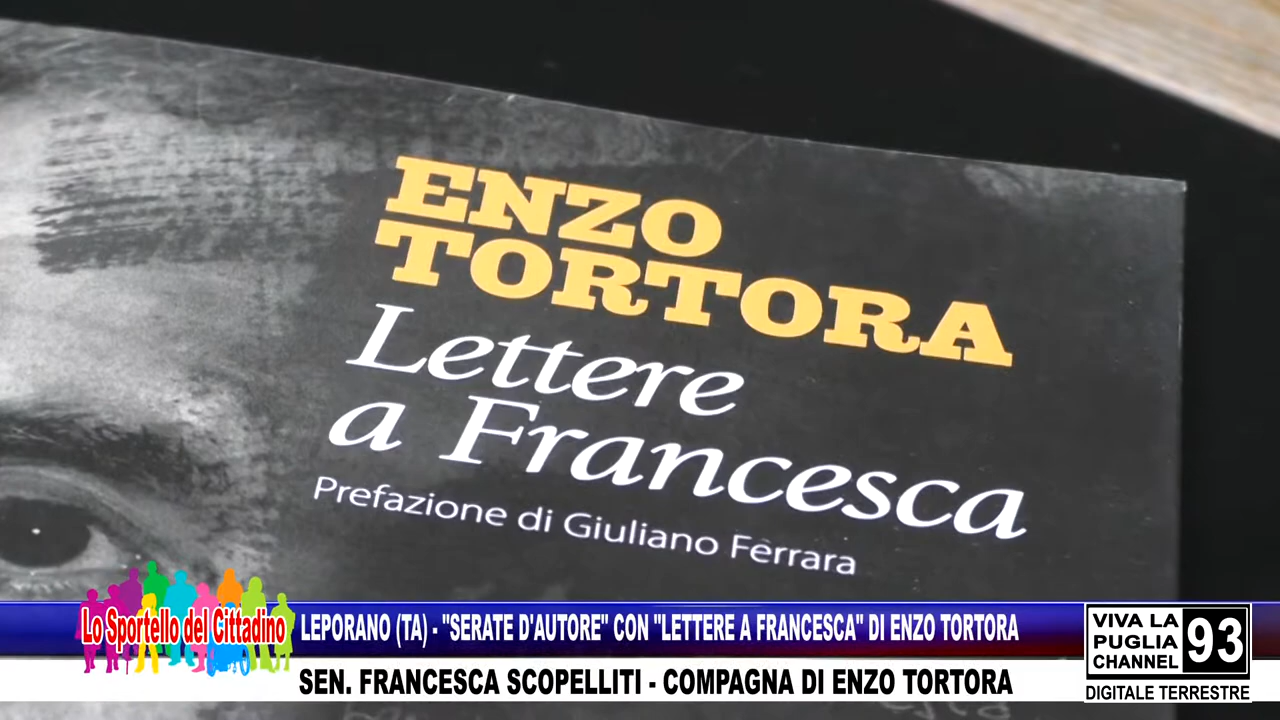 ENZO
TORTORA
Lettere
a Francesca
Prefazione di Giuliano Ferrara
Lo Sportello del Cittadino
LEPORANO (TA) - "SERATE D'AUTORE" CON "LETTERE A FRANCESCA" DI ENZO TORTORA
SEN. FRANCESCA SCOPELLITI - COMPAGNA DI ENZO TORTORA
VIVA LA
PUGLIA
CHANNEL
93
DIGITALE TERRESTRE